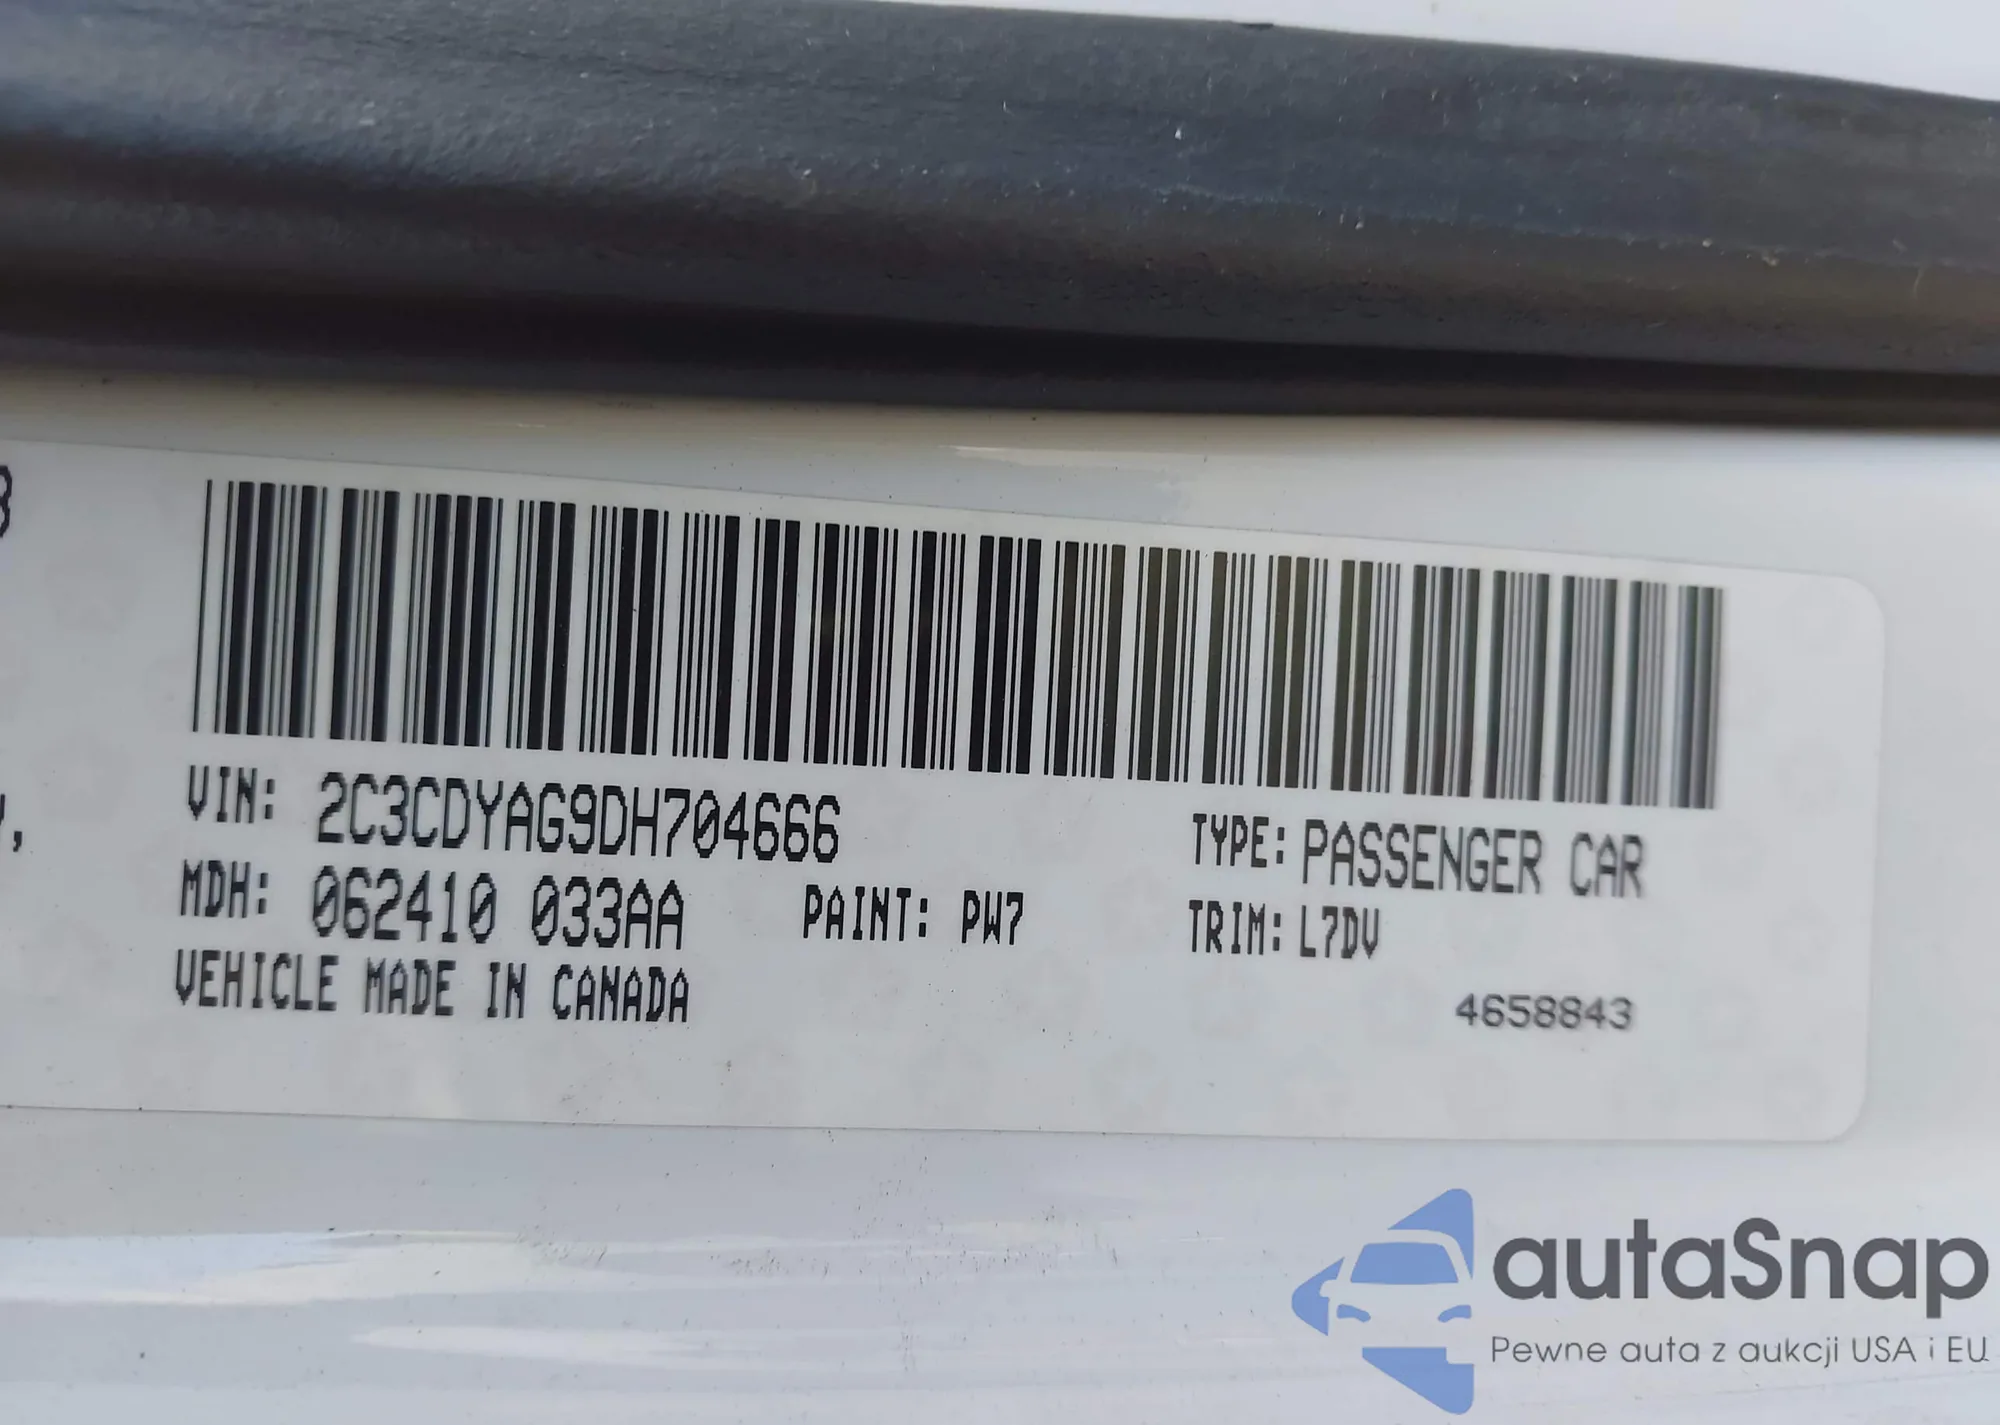 VIN: 2C3CDYAG9DH704666
TYPE: PASSENGER CAR
MDH: 062410 033AA
PAINT: PW7
TRIM: L7DV
VEHICLE MADE IN CANADA
4658843
autaSnap
Pewne auta z aukcji USA i EU